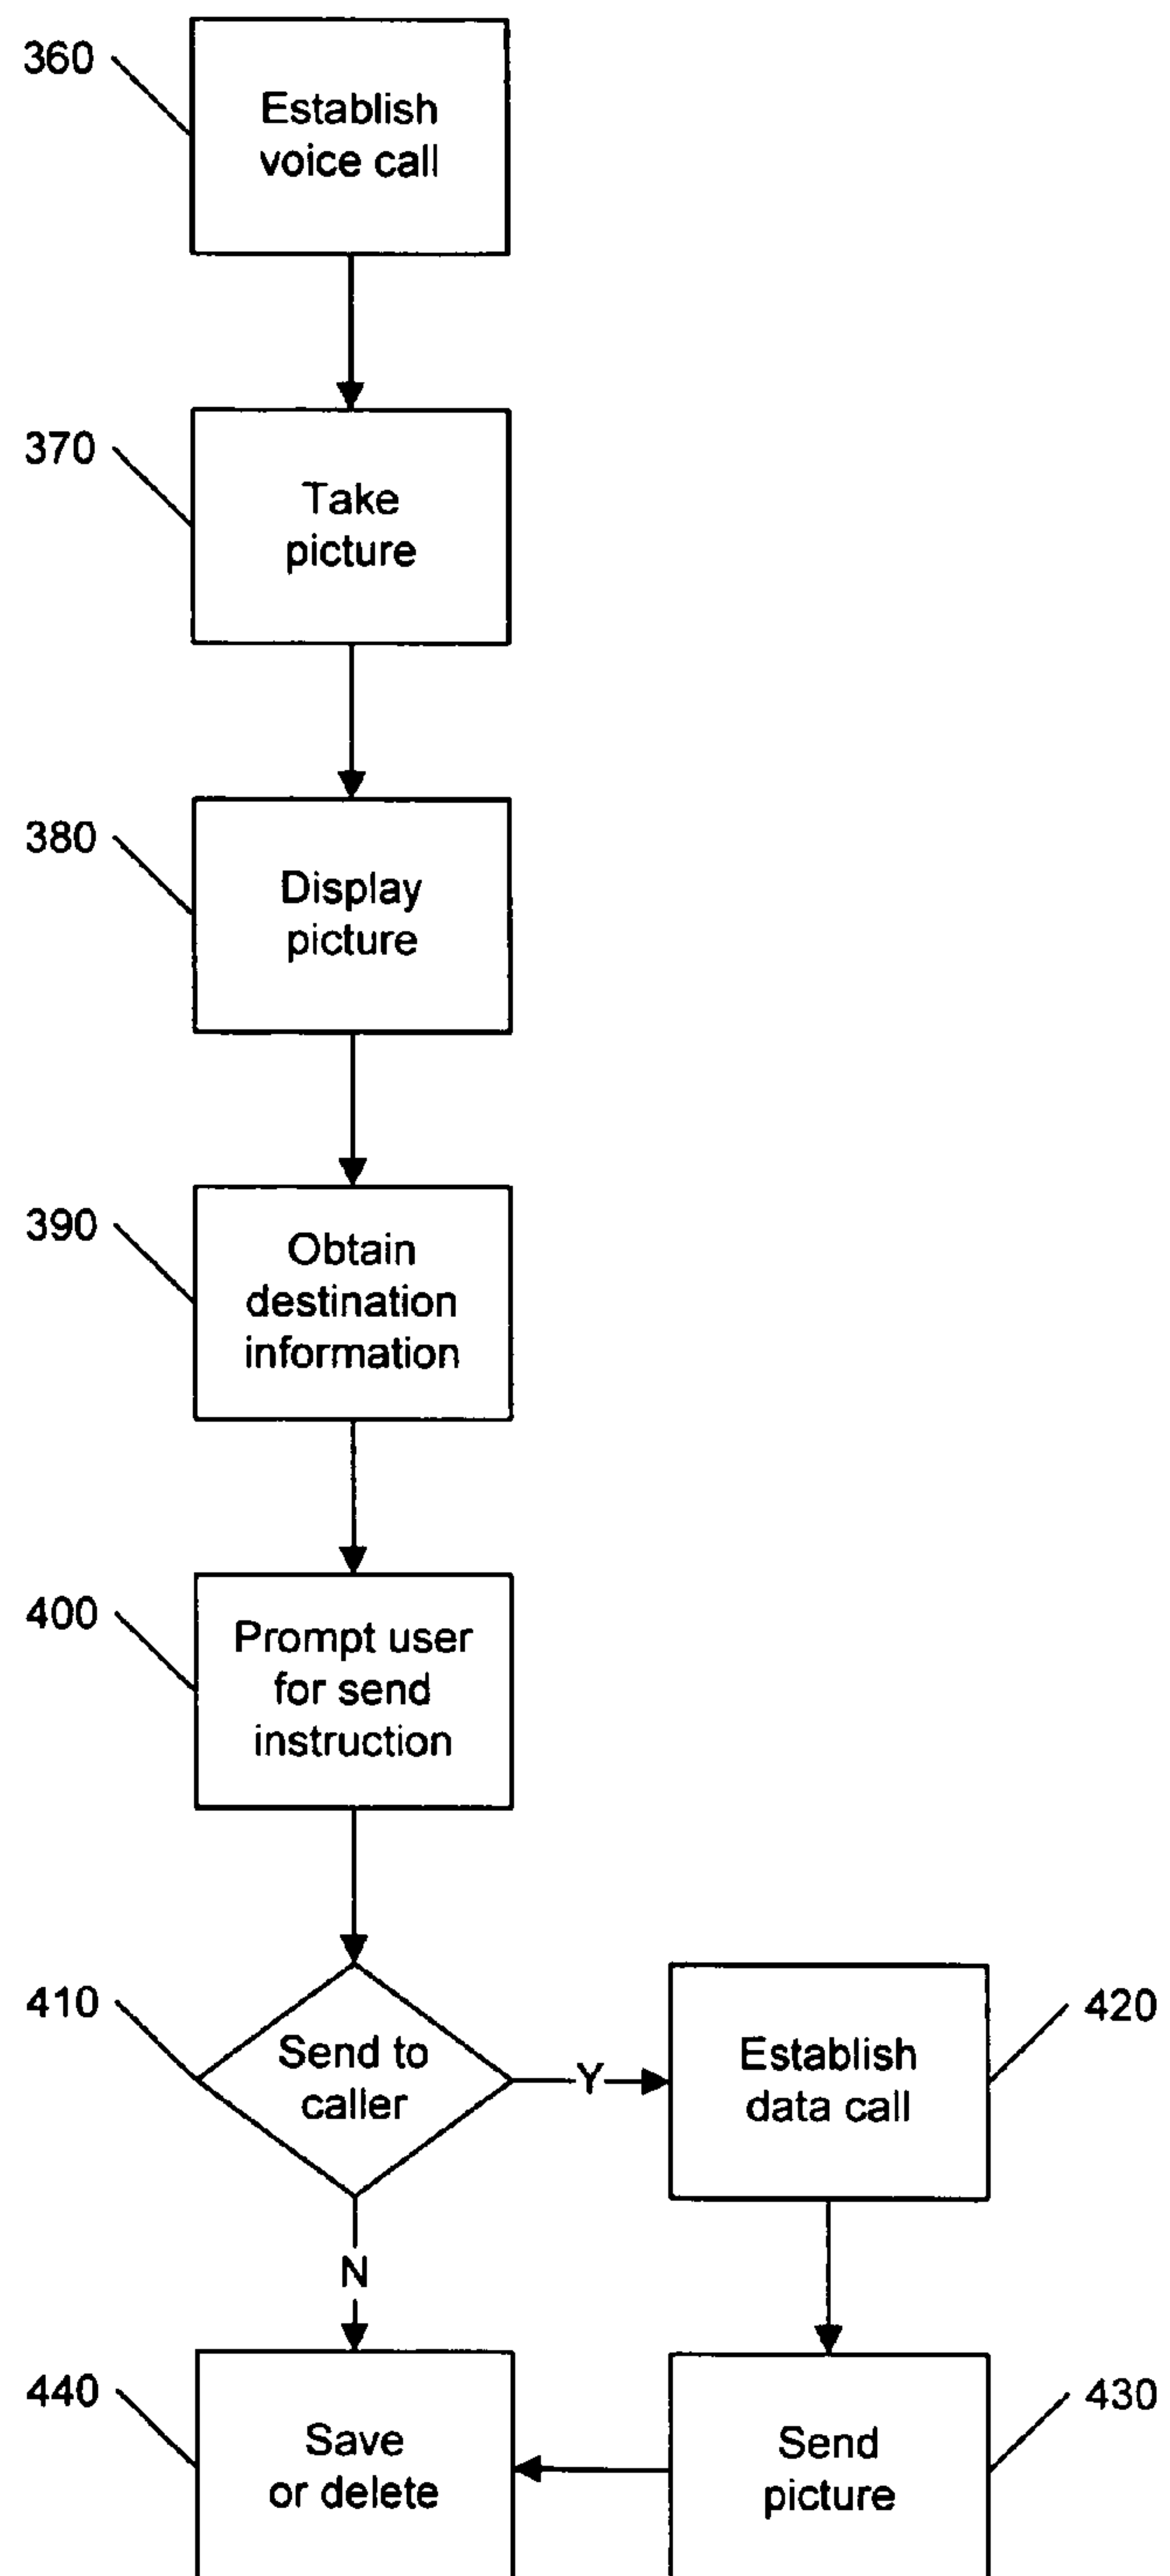 360
Establish
voice call
370
Take
picture
380
Display
picture
390
Obtain
destination
information
400
Prompt user
for send
instruction
410
Send to
caller
Y
420
Establish
data call
N
440
Save
or delete
430
Send
picture